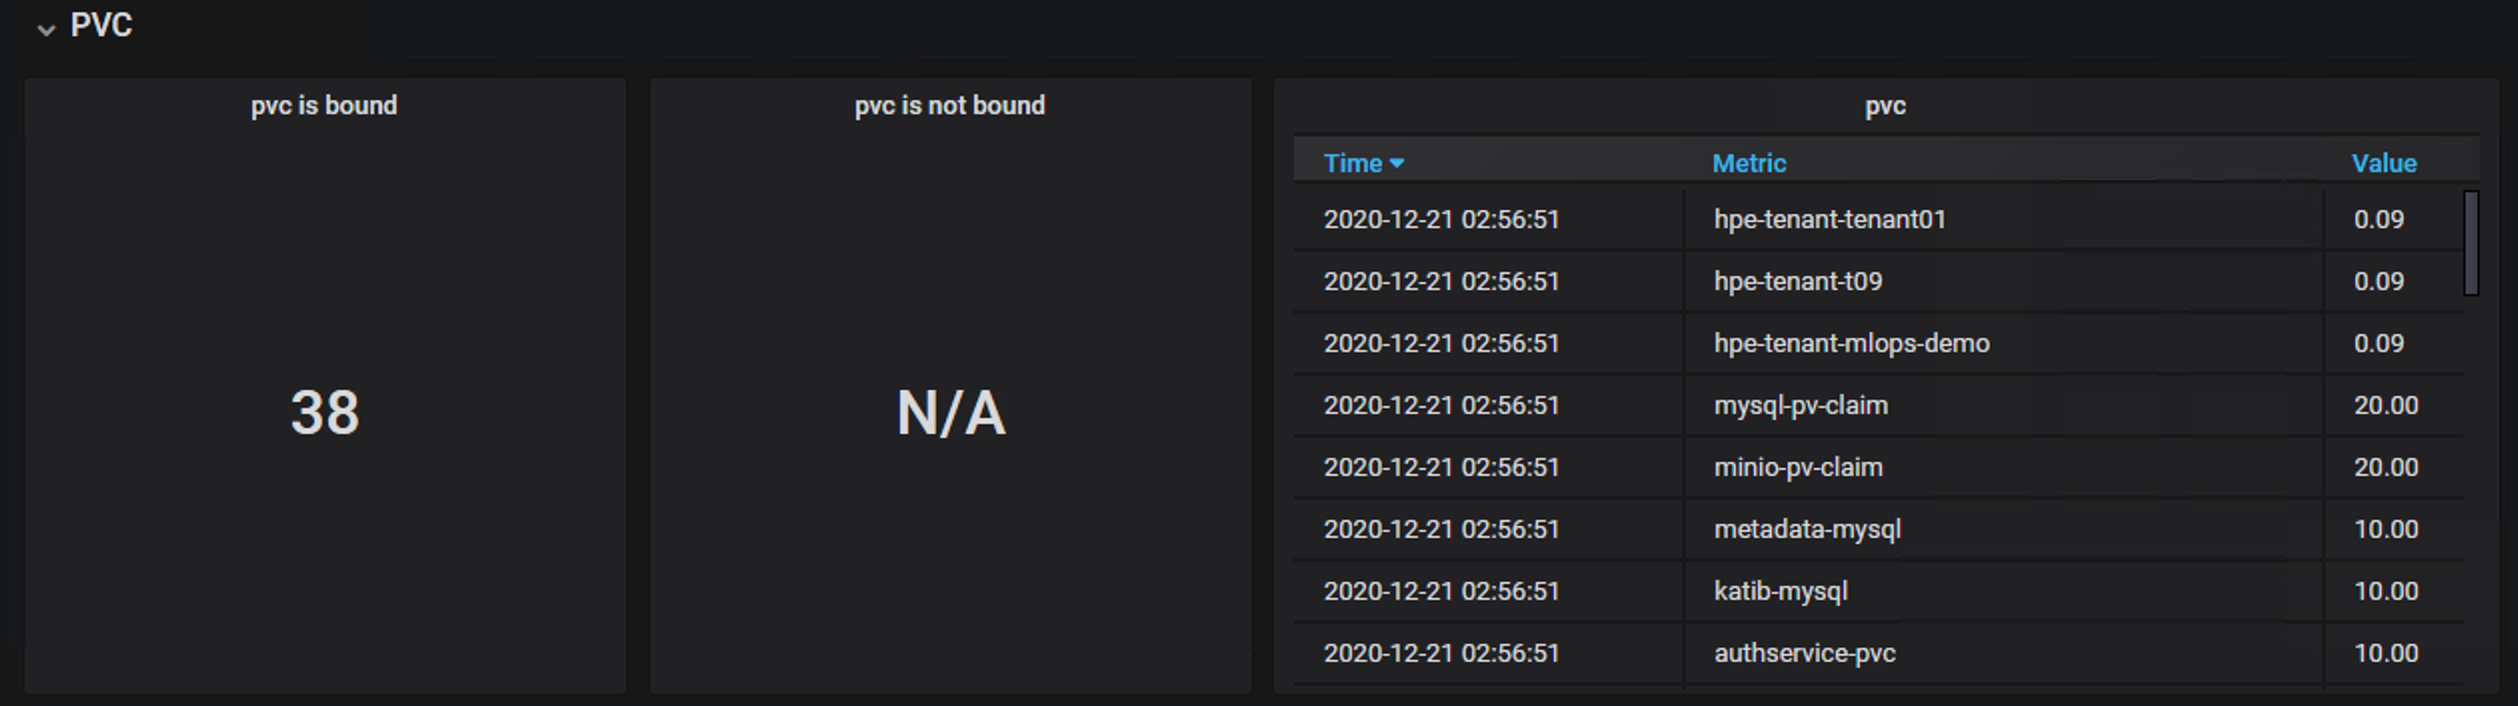 PVC
pvc is bound
38
pvc is not bound
N/A
pvc
Time Metric Value
2020-12-21 02:56:51 hpe-tenant-tenant01 0.09
2020-12-21 02:56:51 hpe-tenant-t09 0.09
2020-12-21 02:56:51 hpe-tenant-mlops-demo 0.09
2020-12-21 02:56:51 mysql-pv-claim 20.00
2020-12-21 02:56:51 minio-pv-claim 20.00
2020-12-21 02:56:51 metadata-mysql 10.00
2020-12-21 02:56:51 katib-mysql 10.00
2020-12-21 02:56:51 authservice-pvc 10.00